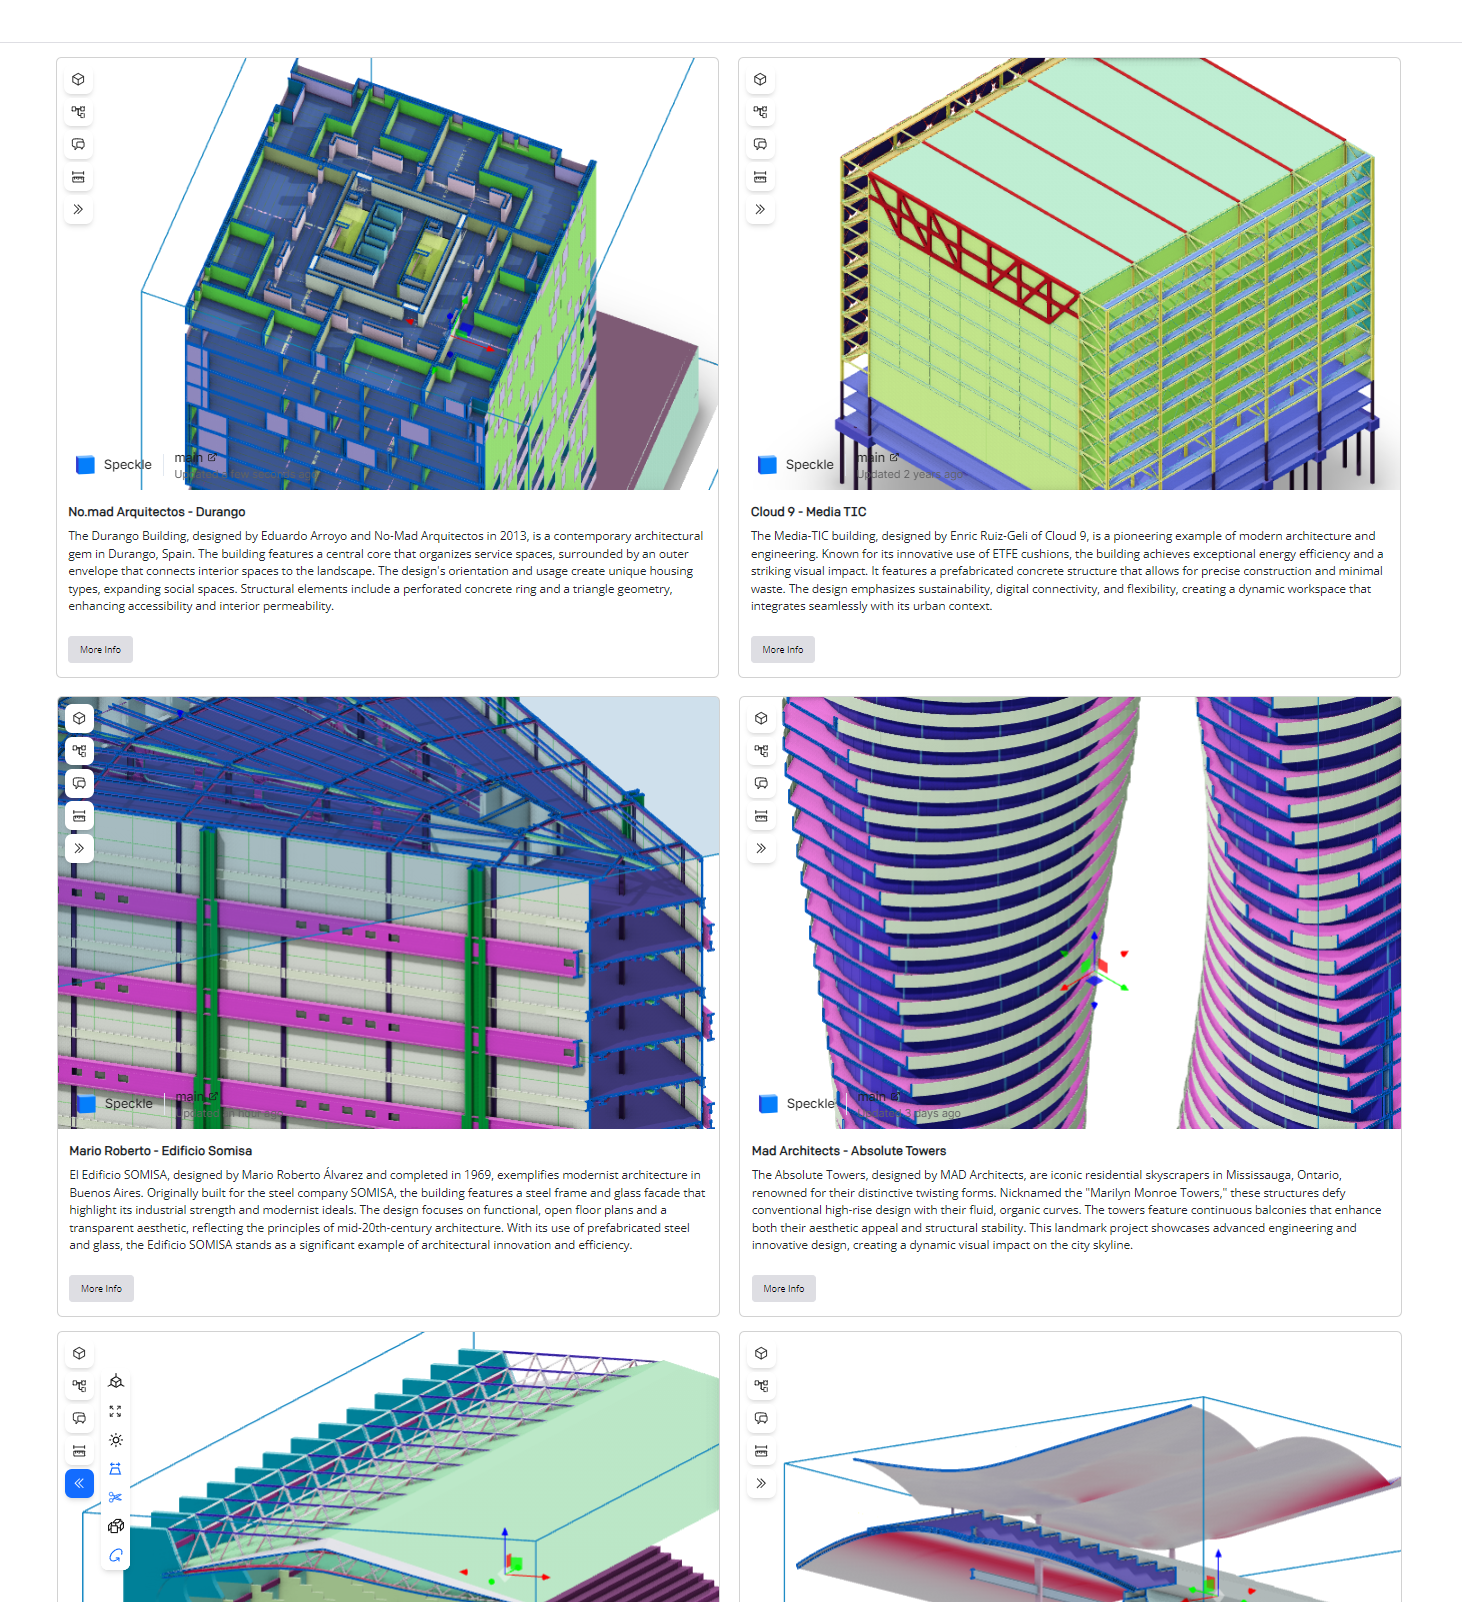 Speckle
main
Updated a few seconds ago
Speckle
main
Updated 2 years ago
No.mad Arquitectos - Durango
The Durango Building, designed by Eduardo Arroyo and No-Mad Arquitectos in 2013, is a contemporary architectural
gem in Durango, Spain. The building features a central core that organizes service spaces, surrounded by an outer
envelope that connects interior spaces to the landscape. The design's orientation and usage create unique housing
types, expanding social spaces. Structural elements include a perforated concrete ring and a triangle geometry,
enhancing accessibility and interior permeability.
More Info
Cloud 9 - Media TIC
The Media-TIC building, designed by Enric Ruiz-Geli of Cloud 9, is a pioneering example of modern architecture and
engineering. Known for its innovative use of ETFE cushions, the building achieves exceptional energy efficiency and a
striking visual impact. It features a prefabricated concrete structure that allows for precise construction and minimal
waste. The design emphasizes sustainability, digital connectivity, and flexibility, creating a dynamic workspace that
integrates seamlessly with its urban context.
More Info
Speckle
main
Updated an hour ago
Speckle
main
Updated 3 days ago
Mario Roberto - Edificio Somisa
El Edificio SOMISA, designed by Mario Roberto Álvarez and completed in 1969, exemplifies modernist architecture in
Buenos Aires. Originally built for the steel company SOMISA, the building features a steel frame and glass facade that
highlight its industrial strength and modernist ideals. The design focuses on functional, open floor plans and a
transparent aesthetic, reflecting the principles of mid-20th-century architecture. With its use of prefabricated steel
and glass, the Edificio SOMISA stands as a significant example of architectural innovation and efficiency.
More Info
Mad Architects - Absolute Towers
The Absolute Towers, designed by MAD Architects, are iconic residential skyscrapers in Mississauga, Ontario,
renowned for their distinctive twisting forms. Nicknamed the "Marilyn Monroe Towers," these structures defy
conventional high-rise design with their fluid, organic curves. The towers feature continuous balconies that enhance
both their aesthetic appeal and structural stability. This landmark project showcases advanced engineering and
innovative design, creating a dynamic visual impact on the city skyline.
More Info